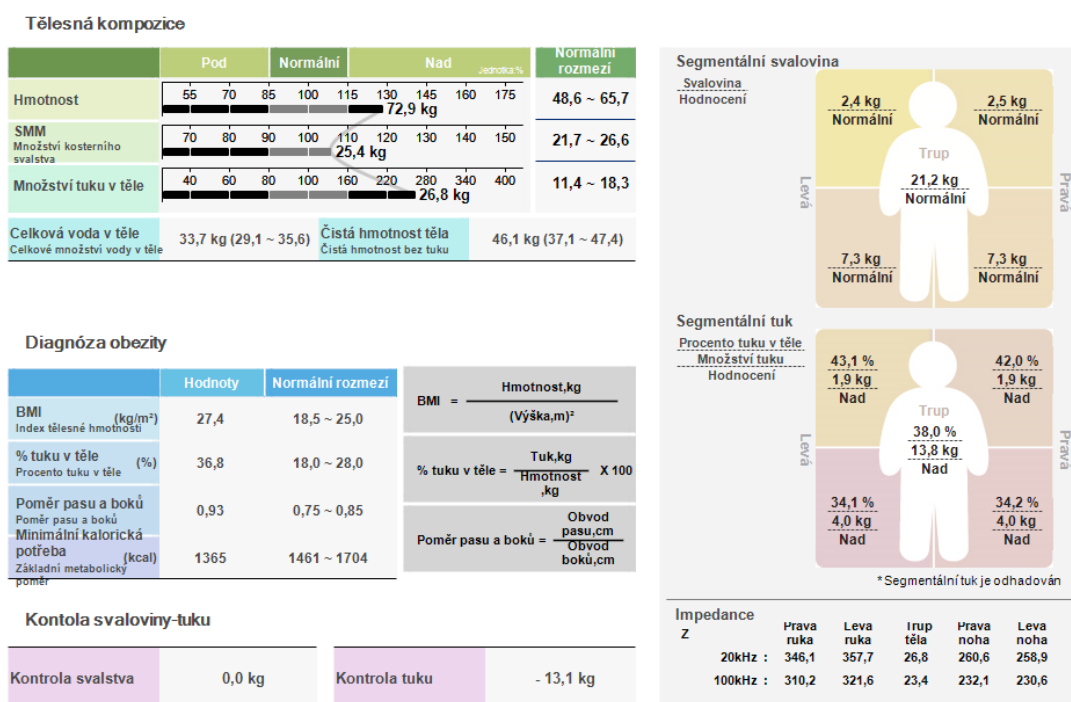 Tělesná kompozice
Pod Normální Nad Jednotka:% Normální rozmezí
Hmotnost
55 70 85 100 115 130 145 160 175
72,9 kg
48,6 ~ 65,7
SMM
Množství kosterního
svalstva
70 80 90 100 110 120 130 140 150
25,4 kg
21,7 ~ 26,6
Množství tuku v těle
40 60 80 100 160 220 280 340 400
26,8 kg
11,4 ~ 18,3
Celková voda v těle
Celkové množství vody v těle
33,7 kg (29,1 ~ 35,6)
Čistá hmotnost těla
Čistá hmotnost bez tuku
46,1 kg (37,1 ~ 47,4)
Diagnóza obezity
Hodnoty Normální rozmezí
BMI (kg/m²)
Index tělesné hmotnosti
27,4 18,5 ~ 25,0
% tuku v těle (%)
Procento tuku v těle
36,8 18,0 ~ 28,0
Poměr pasu a boků
Poměr pasu a boků
0,93 0,75 ~ 0,85
Minimální kalorická
potřeba (kcal)
Základní metabolický
poměr
1365 1461 ~ 1704
BMI = Hmotnost,kg
(Výška,m)²
% tuku v těle = Tuk,kg
Hmotnost
,kg
X 100
Poměr pasu a boků = Obvod
pasu,cm
Obvod
boků,cm
Kontola svaloviny-tuku
Kontrola svalstva 0,0 kg Kontrola tuku - 13,1 kg
Segmentální svalovina
Svalovina
Hodnocení
2,4 kg
Normální
2,5 kg
Normální
Trup
21,2 kg
Normální
Levá
Pravá
7,3 kg
Normální
7,3 kg
Normální
Segmentální tuk
Procento tuku v těle
Množství tuku
Hodnocení
43,1 %
1,9 kg
Nad
42,0 %
1,9 kg
Nad
Trup
38,0 %
13,8 kg
Nad
Levá
Pravá
34,1 %
4,0 kg
Nad
34,2 %
4,0 kg
Nad
* Segmentální tuk je odhadován
Impedance
Z
Prava
ruka
Leva
ruka
Trup
těla
Prava
noha
Leva
noha
20kHz : 346,1 357,7 26,8 260,6 258,9
100kHz : 310,2 321,6 23,4 232,1 230,6